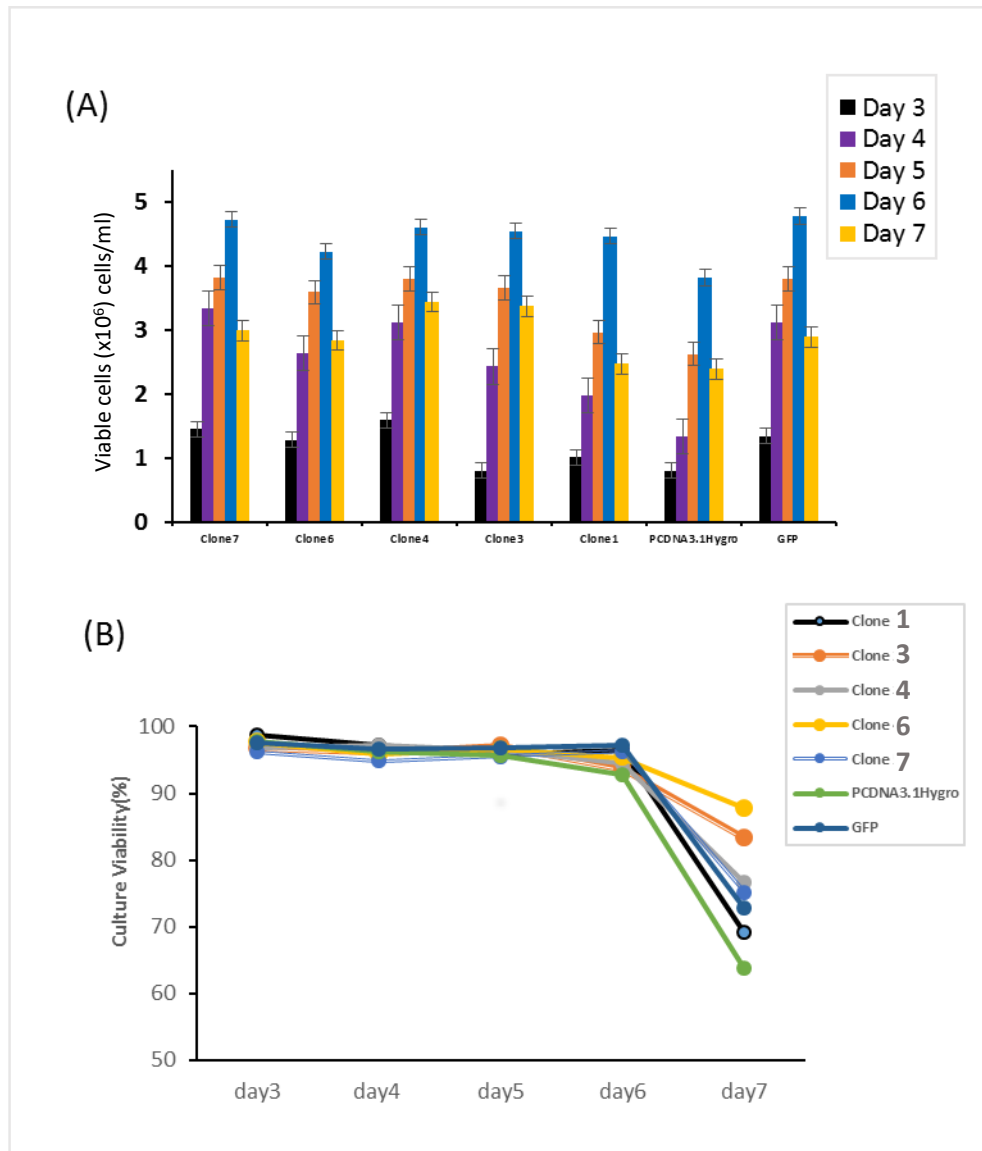 (A)
Day 3
Day 4
Day 5
Day 6
Day 7
Viable cells (x10⁶) cells/ml)
5
4
3
2
1
0
Clone7 Clone6 Clone4 Clone3 Clone1 PCDNA3.1Hygro GFP
(B)
Clone 1
Clone 3
Clone 4
Clone 6
Clone 7
PCDNA3.1Hygro
GFP
Culture Viability(%)
100
90
80
70
60
50
day3 day4 day5 day6 day7